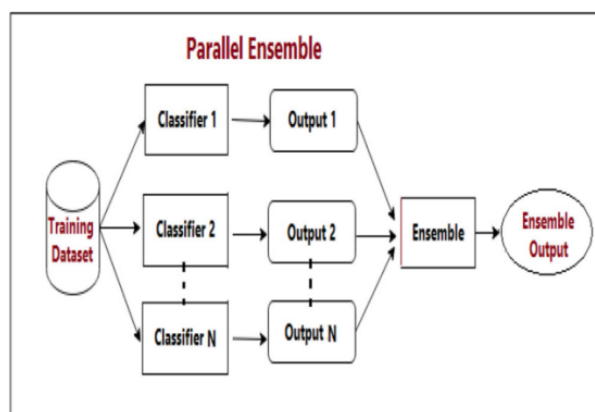 Parallel Ensemble
Classifier 1
Output 1
Training
Dataset
Classifier 2
Output 2
Ensemble
Ensemble
Output
Classifier N
Output N